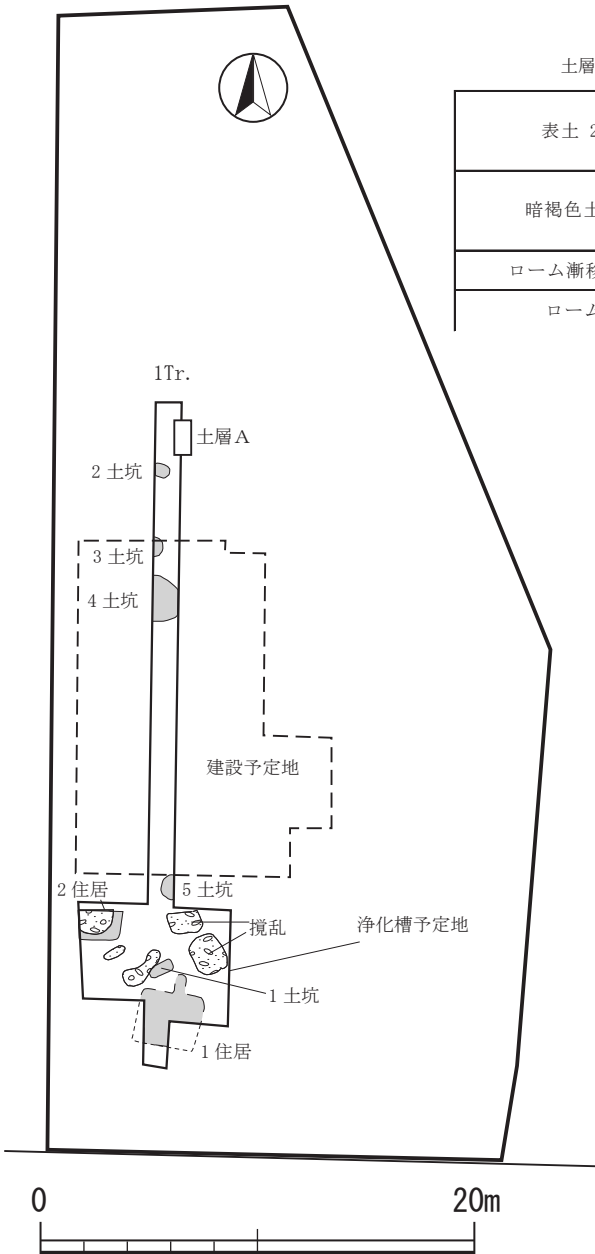 土層
表土 2
暗褐色土
ローム漸移
ローム
1Tr.
土層A
2 土坑
3 土坑
4 土坑
建設予定地
2 住居
5 土坑
撹乱
浄化槽予定地
1 土坑
1 住居
0
20m